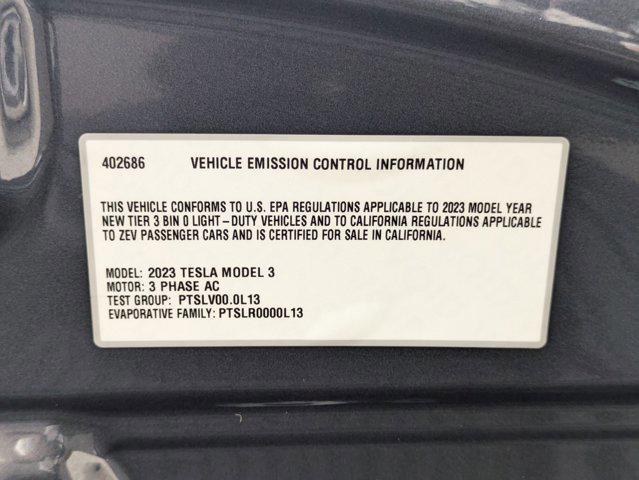 402686 VEHICLE EMISSION CONTROL INFORMATION
THIS VEHICLE CONFORMS TO U.S. EPA REGULATIONS APPLICABLE TO 2023 MODEL YEAR
NEW TIER 3 BIN 0 LIGHT-DUTY VEHICLES AND TO CALIFORNIA REGULATIONS APPLICABLE
TO ZEV PASSENGER CARS AND IS CERTIFIED FOR SALE IN CALIFORNIA.
MODEL: 2023 TESLA MODEL 3
MOTOR: 3 PHASE AC
TEST GROUP: PTSLV00.0L13
EVAPORATIVE FAMILY: PTSLR0000L13